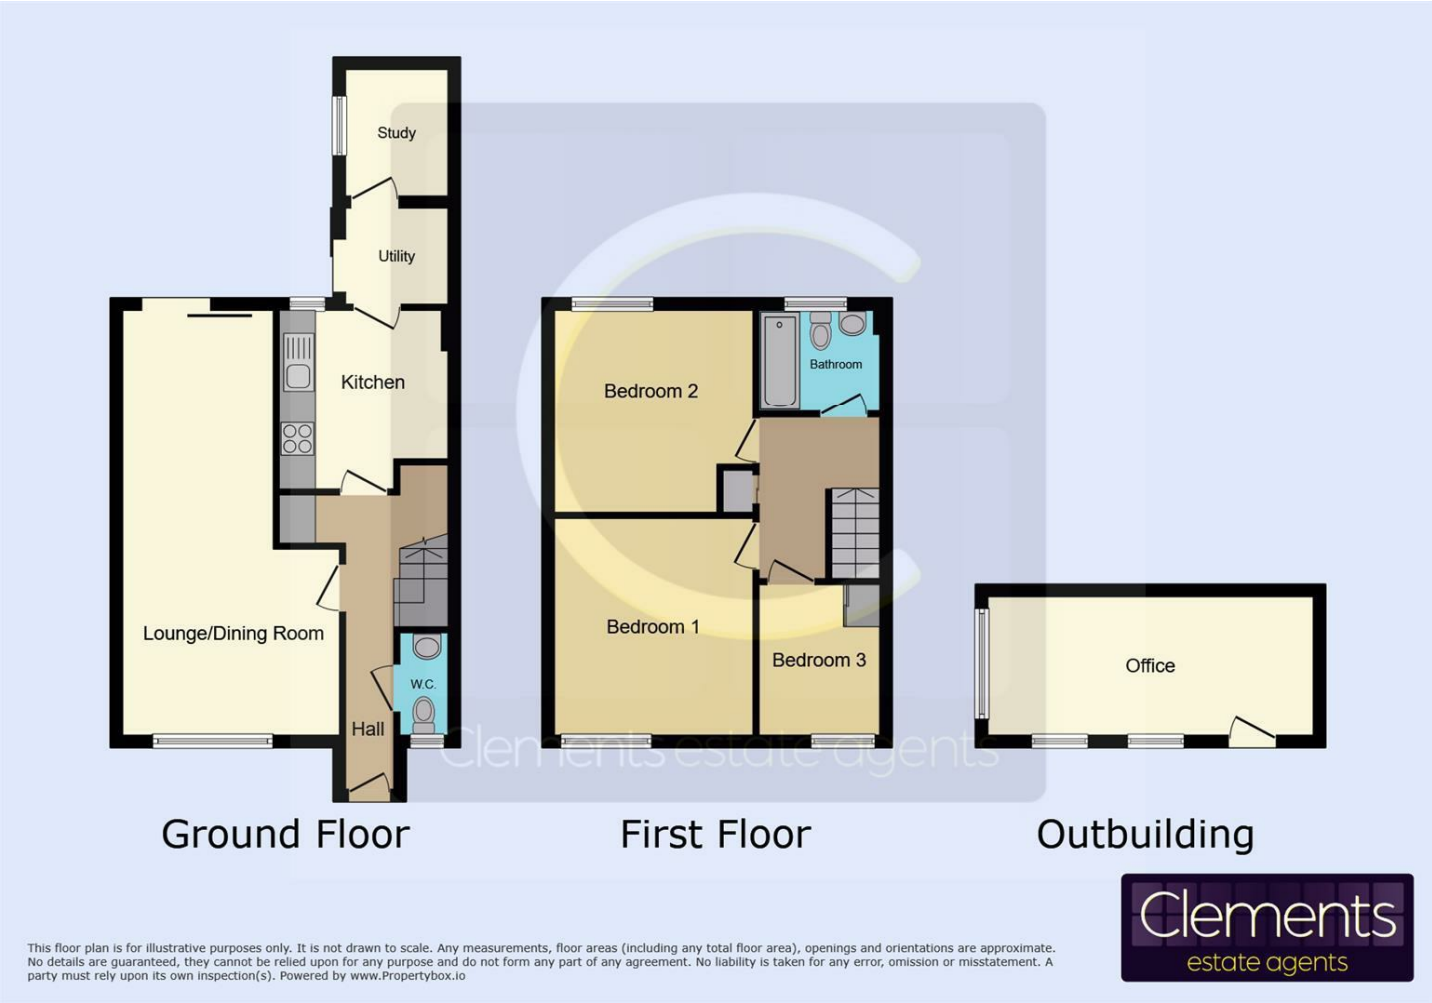 Study
Utility
Kitchen
Lounge/Dining Room
W.C.
Hall
Bedroom 2
Bathroom
Bedroom 1
Bedroom 3
Office
Clements estate agents
Ground Floor
First Floor
Outbuilding
Clements
estate agents
This floor plan is for illustrative purposes only. It is not drawn to scale. Any measurements, floor areas (including any total floor area), openings and orientations are approximate.
No details are guaranteed, they cannot be relied upon for any purpose and do not form any part of any agreement. No liability is taken for any error, omission or misstatement. A
party must rely upon its own inspection(s). Powered by www.Propertybox.io